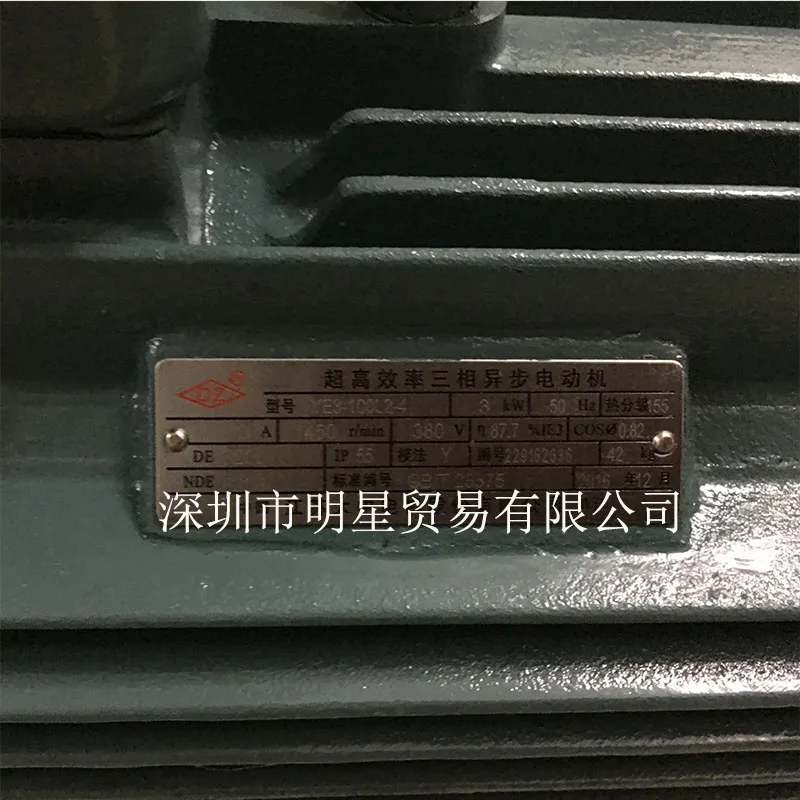 超高效率三相异步电动机
型号 YE3-100L2-4 3 kW 50 Hz 热分级 155
A r/min 380 V η 87.7 %IE3 COSØ 0.82
DE IP 55 接法 Y 编号 229162696 42 kg
NDE 标准编号 年 12 月
深圳市明星贸易有限公司